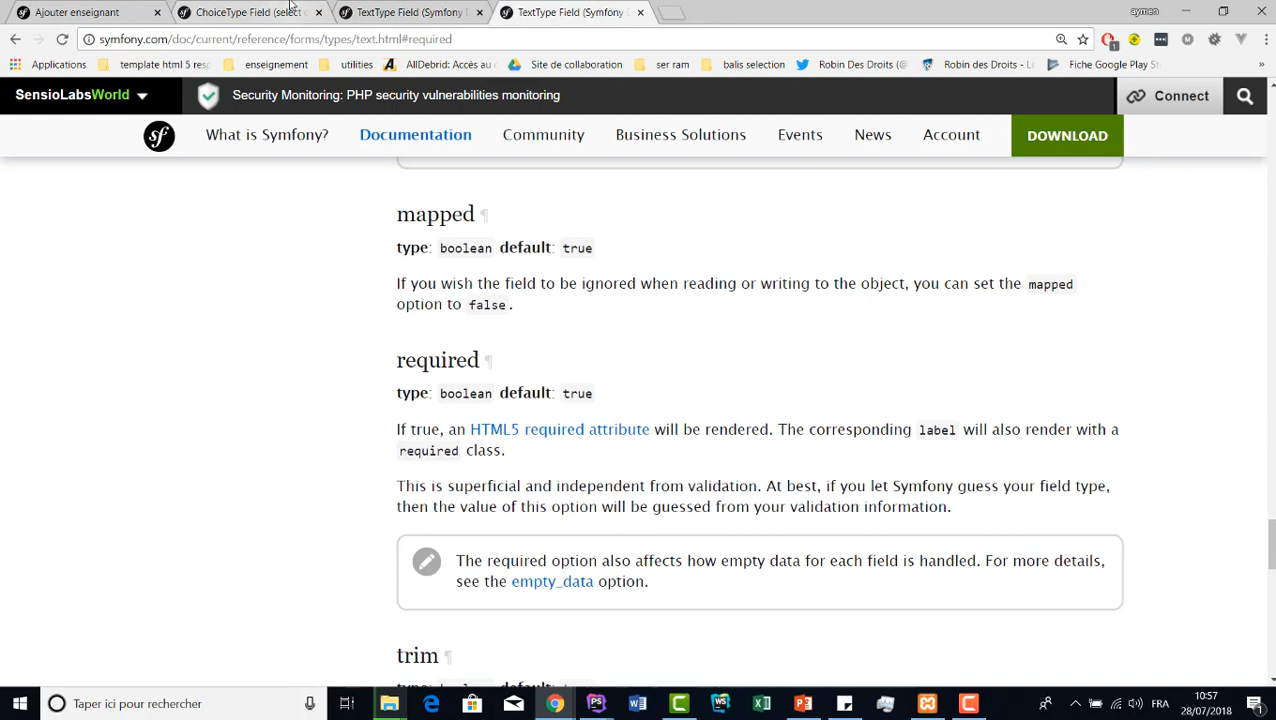 Ajouter enseignant
ChoiceType Field (select
TextType Field (Symfony D
TextType Field (Symfony D
aymen
symfony.com/doc/current/reference/forms/types/text.html#required
1
Applications
template html 5 resp
enseignement
utilities
AllDebrid: Accès au c
Site de collaboration
ser ram
balis selection
Robin Des Droits (@
Robin des Droits - L
Fiche Google Play St
SensioLabsWorld
Security Monitoring: PHP security vulnerabilities monitoring
Connect
sf
What is Symfony?
Documentation
Community
Business Solutions
Events
News
Account
DOWNLOAD
mapped ¶
type: boolean default: true
If you wish the field to be ignored when reading or writing to the object, you can set the mapped
option to false.
required ¶
type: boolean default: true
If true, an HTML5 required attribute will be rendered. The corresponding label will also render with a
required class.
This is superficial and independent from validation. At best, if you let Symfony guess your field type,
then the value of this option will be guessed from your validation information.
The required option also affects how empty data for each field is handled. For more details,
see the empty_data option.
trim ¶
type: boolean default: true
Taper ici pour rechercher
FRA
10:57
28/07/2018
1